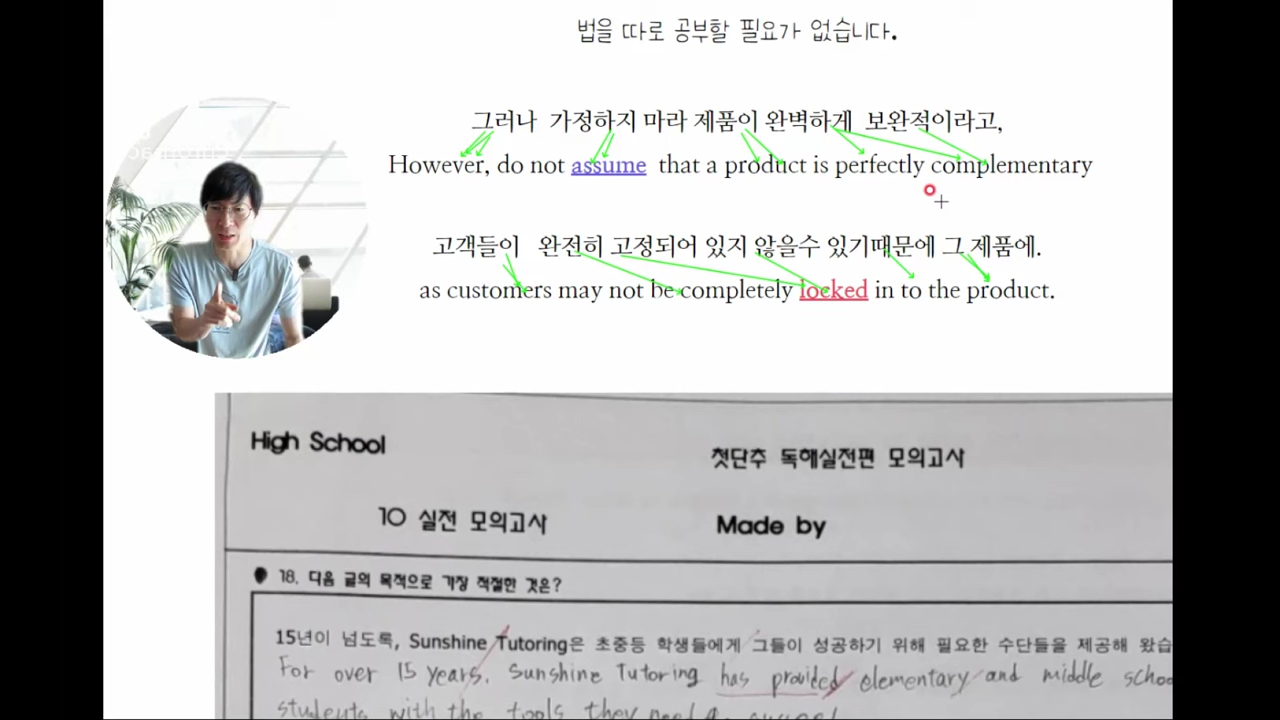 법을 따로 공부할 필요가 없습니다.
그러나 가정하지 마라 제품이 완벽하게 보완적이라고,
However, do not assume that a product is perfectly complementary
고객들이 완전히 고정되어 있지 않을수 있기때문에 그 제품에.
as customers may not be completely locked in to the product.
High School
첫단추 독해실전편 모의고사
10 실전 모의고사
Made by
18. 다음 글의 목적으로 가장 적절한 것은?
15년이 넘도록, Sunshine Tutoring은 초중등 학생들에게 그들이 성공하기 위해 필요한 수단들을 제공해 왔습
For over 15 years, Sunshine Tutoring has provided elementary and middle schoo
students with the tools they need